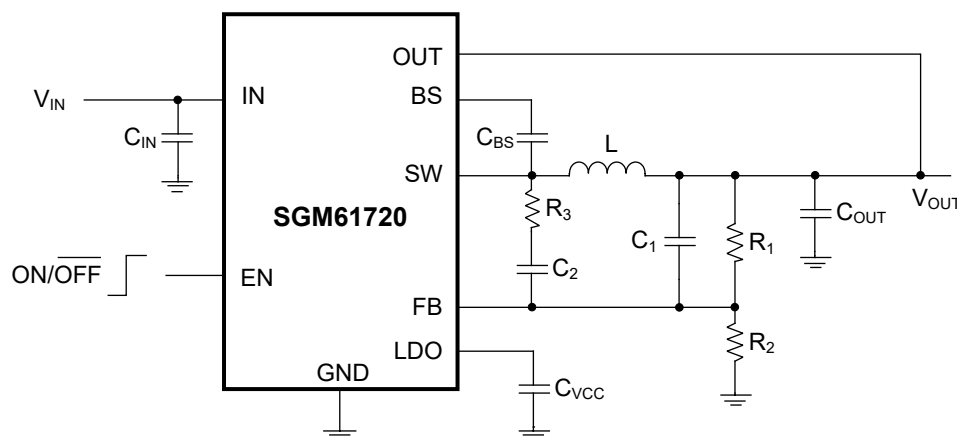 OUT
BS
V_IN
IN
C_IN
C_BS
L
SW
R_3
V_OUT
SGM61720
C_OUT
C_1
R_1
ON/O̅F̅F̅
EN
C_2
FB
R_2
LDO
GND
C_VCC